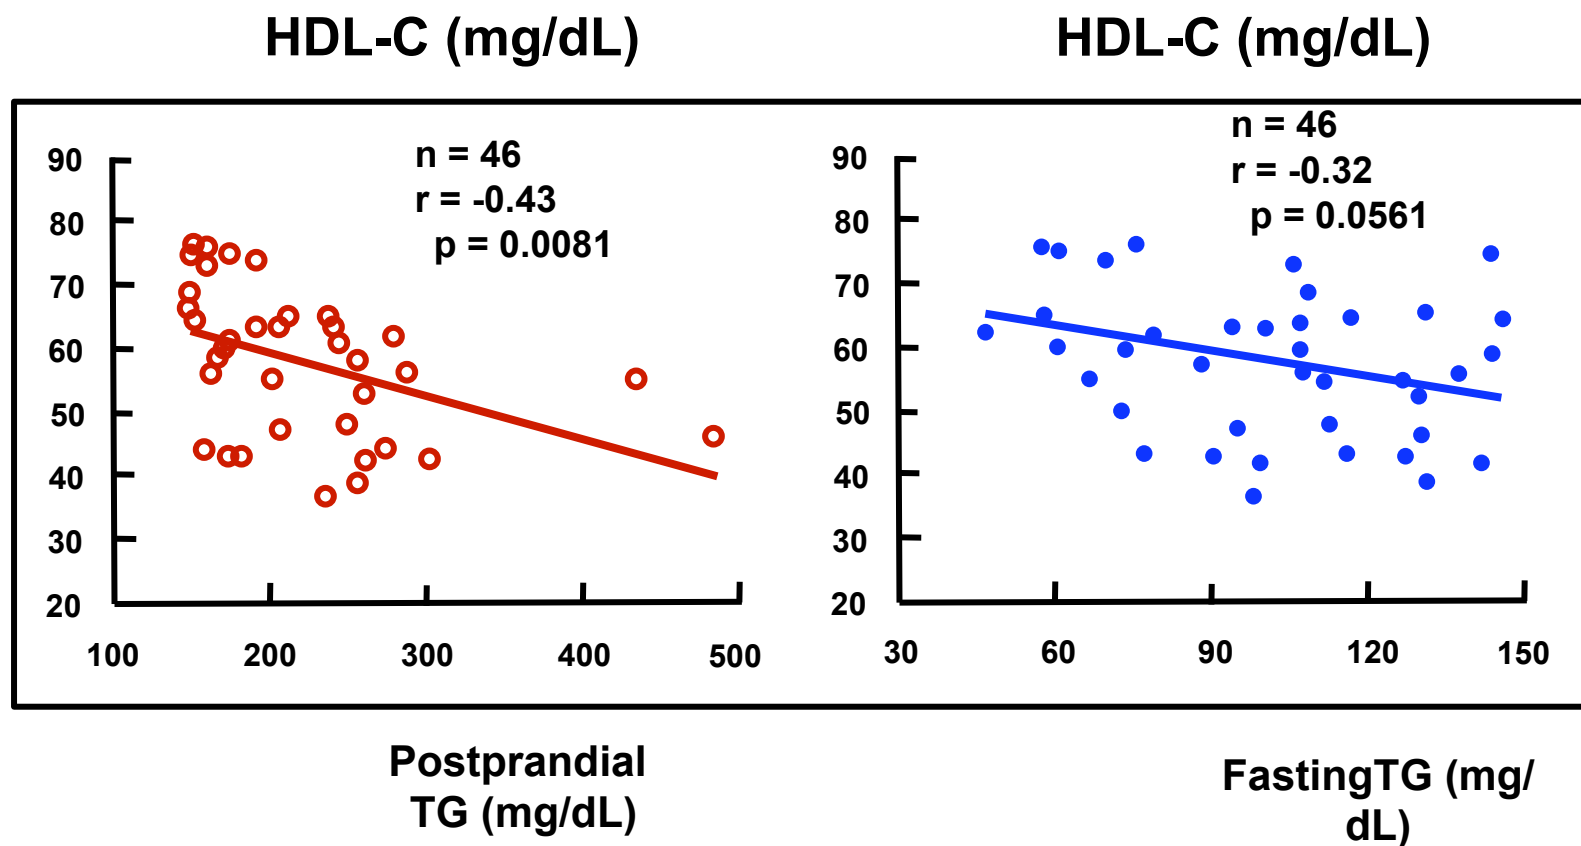 HDL-C (mg/dL)
HDL-C (mg/dL)
n = 46
r = -0.43
p = 0.0081
90
80
70
60
50
40
30
20
100 200 300 400 500
Postprandial
TG (mg/dL)
n = 46
r = -0.32
p = 0.0561
90
80
70
60
50
40
30
20
30 60 90 120 150
FastingTG (mg/
dL)